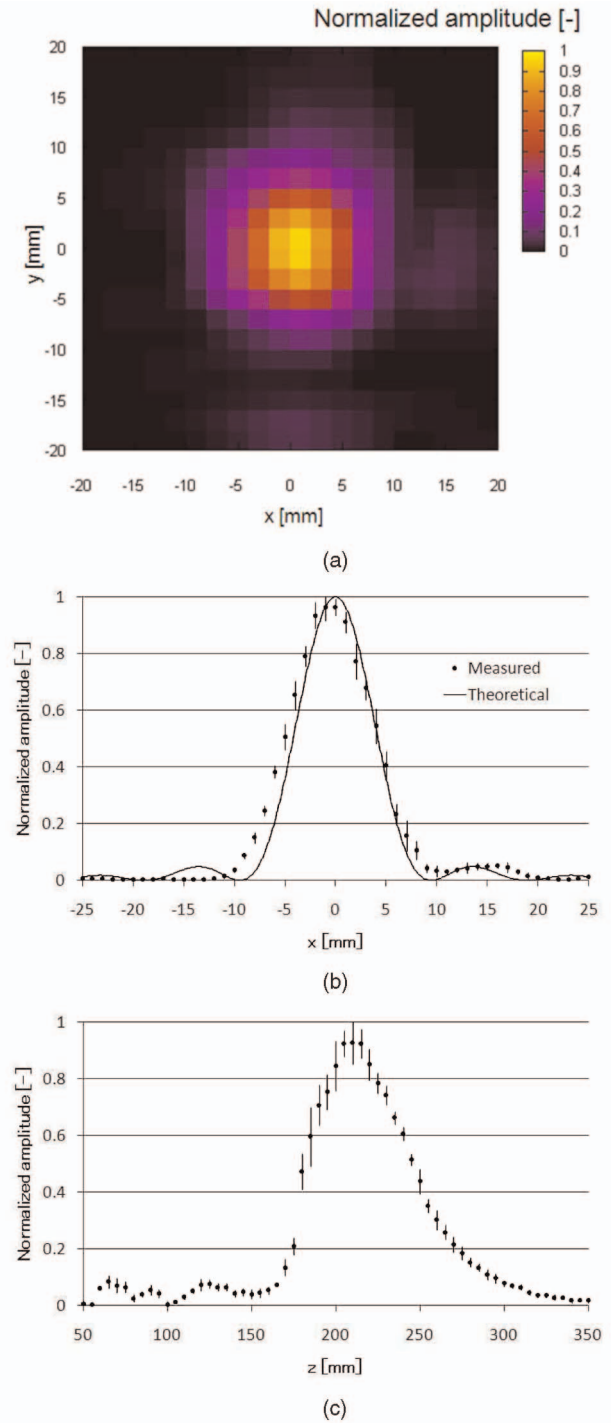 Normalized amplitude [-]
20
15
10
5
0
-5
-10
-15
-20
y [mm]
-20 -15 -10 -5 0 5 10 15 20
x [mm]
1
0.9
0.8
0.7
0.6
0.5
0.4
0.3
0.2
0.1
0
(a)
Normalized amplitude [-]
1
0.8
0.6
0.4
0.2
0
Measured
Theoretical
-25 -20 -15 -10 -5 0 5 10 15 20 25
x [mm]
(b)
Normalized amplitude [-]
1
0.8
0.6
0.4
0.2
0
50 100 150 200 250 300 350
z [mm]
(c)